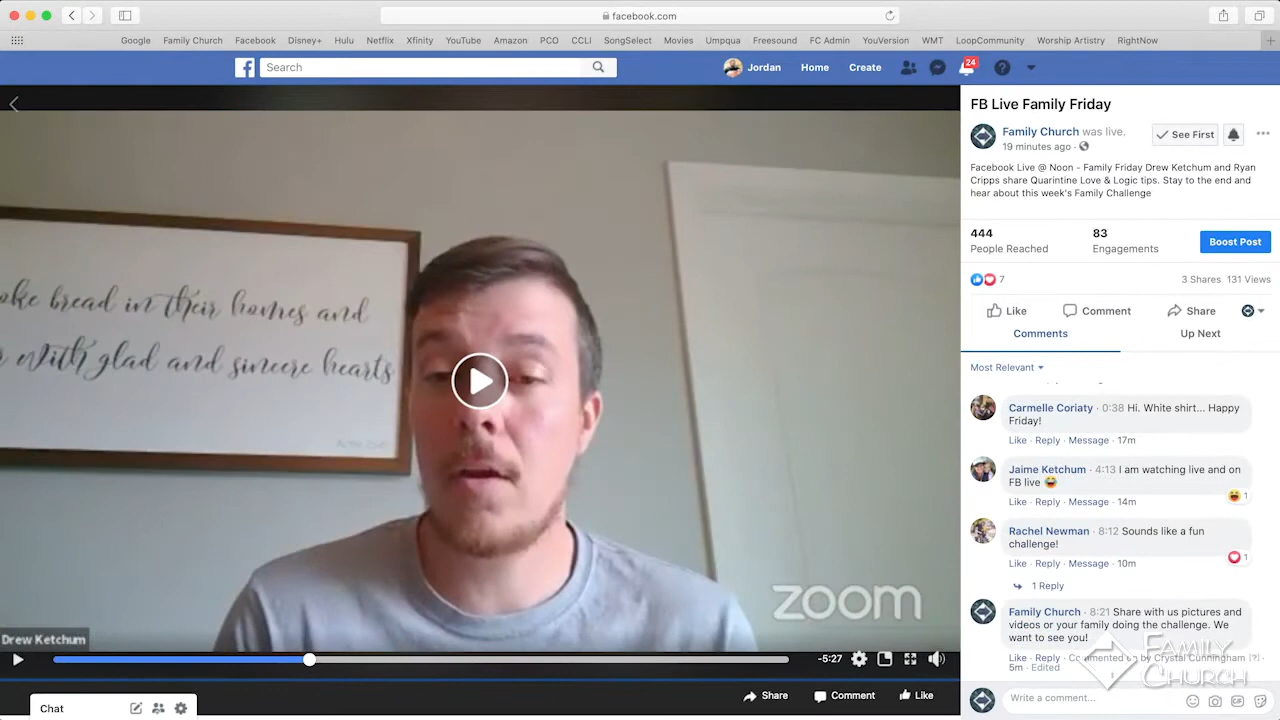 facebook.com
Google Family Church Facebook Disney+ Hulu Netflix Xfinity YouTube Amazon PCO CCLI SongSelect Movies Umpqua Freesound FC Admin YouVersion WMT LoopCommunity Worship Artistry RightNow
Search
Jordan Home Create 24
FB Live Family Friday
Family Church was live.
19 minutes ago ·
See First
Facebook Live @ Noon - Family Friday Drew Ketchum and Ryan
Cripps share Quarintine Love & Logic tips. Stay to the end and
hear about this week's Family Challenge
444
People Reached
83
Engagements
Boost Post
7
3 Shares 131 Views
Like Comment Share
Comments Up Next
Most Relevant
Carmelle Coriaty · 0:38 Hi. White shirt... Happy
Friday!
Like · Reply · Message · 17m
Jaime Ketchum · 4:13 I am watching live and on
FB live
1
Like · Reply · Message · 14m
Rachel Newman · 8:12 Sounds like a fun
challenge!
1
Like · Reply · Message · 10m
1 Reply
Family Church · 8:21 Share with us pictures and
videos or your family doing the challenge. We
want to see you!
Like · Reply · Commented on by Crystal Cunningham [?] ·
5m · Edited
Write a comment...
GIF
oke bread in their homes and
with glad and sincere hearts
zoom
Drew Ketchum
-5:27
Share Comment Like
Chat
Family
Church